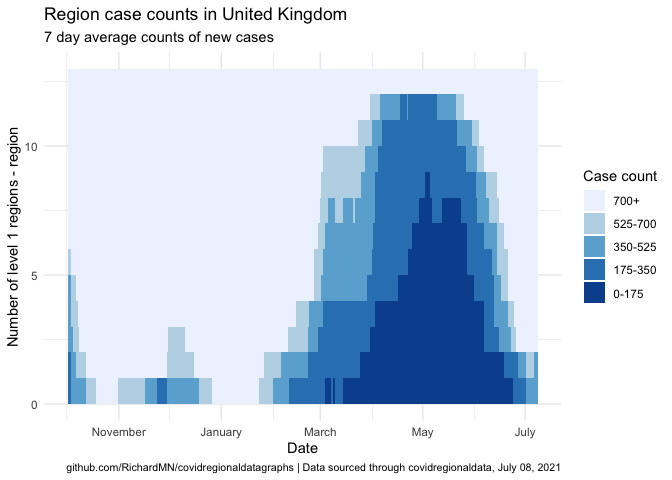 Region case counts in United Kingdom
7 day average counts of new cases
Number of level 1 regions - region
10
5
0
November January March May July
Date
Case count
700+
525-700
350-525
175-350
0-175
github.com/RichardMN/covidregionaldatagraphs | Data sourced through covidregionaldata, July 08, 2021